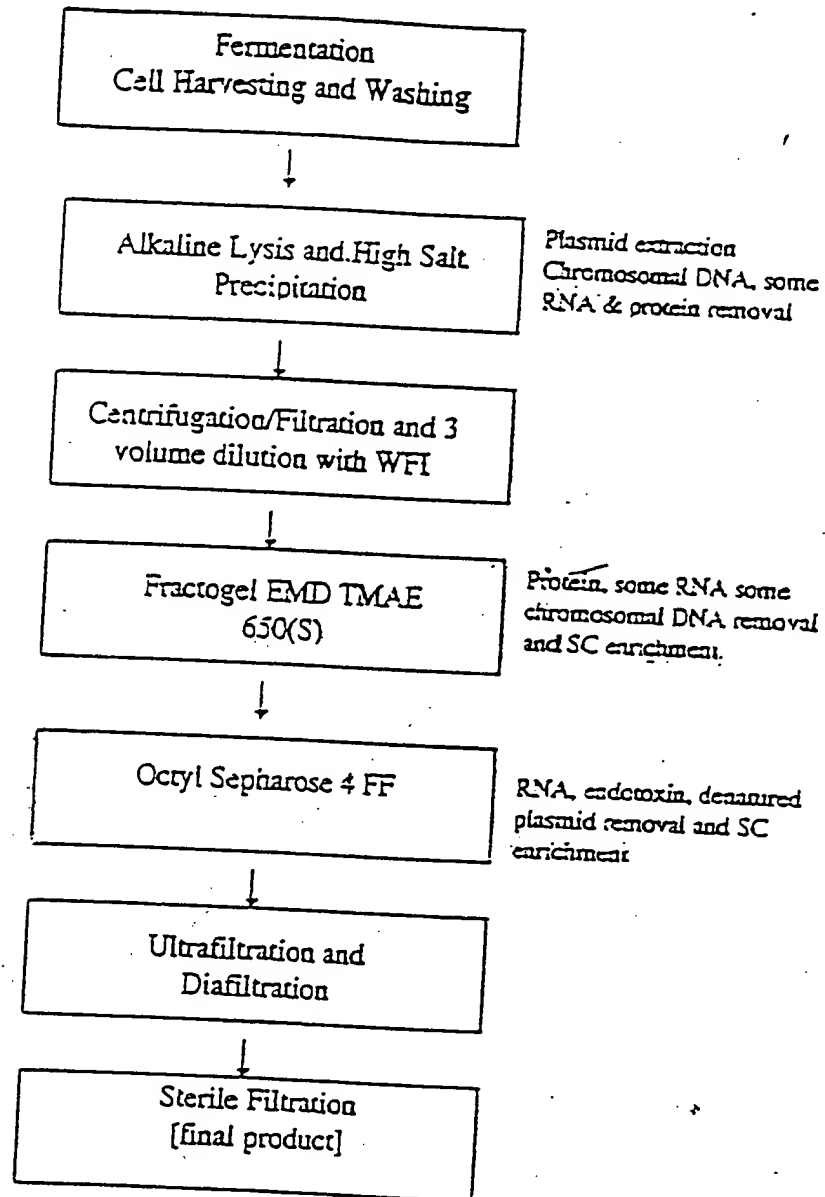 Fermentation
Cell Harvesting and Washing
Alkaline Lysis and High Salt
Precipitation
Plasmid extraction
Chromosomal DNA, some
RNA & protein removal
Centrifugation/Filtration and 3
volume dilution with WFI
Fractogel EMD TMAE
650(S)
Protein, some RNA some
chromosomal DNA removal
and SC enrichment.
Octyl Sepharose 4 FF
RNA, endotoxin, denatured
plasmid removal and SC
enrichment
Ultrafiltration and
Diafiltration
Sterile Filtration
[final product]